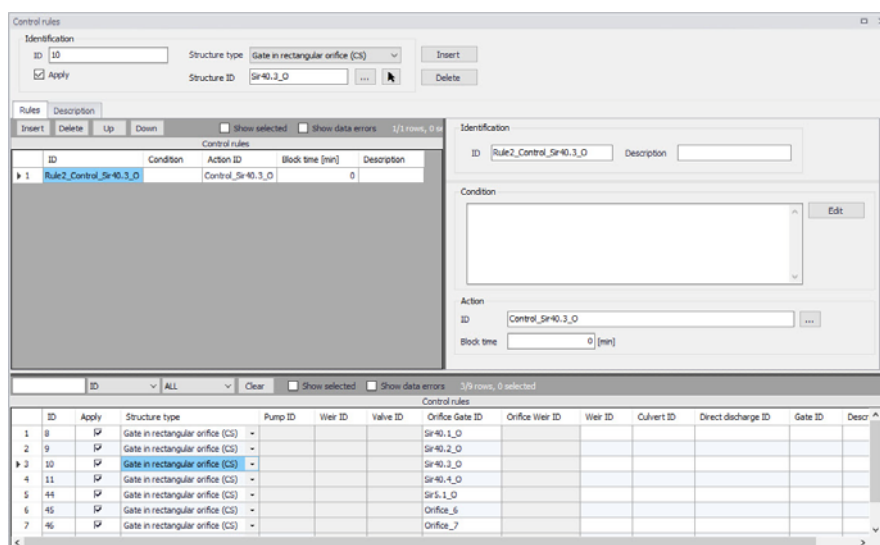 Control rules
Identification
ID 10 Structure type Gate in rectangular orifice (CS) Insert
Apply Structure ID Sir40.3_O ... Delete
Rules Description
Insert Delete Up Down Show selected Show data errors 1/1 rows, 0 se
Control rules
ID Condition Action ID Block time [min] Description
1 Rule2_Control_Sir40.3_O Control_Sir40.3_O 0
Identification
ID Rule2_Control_Sir40.3_O Description
Condition
Edit
Action
ID Control_Sir40.3_O ...
Block time 0 [min]
ID ALL Clear Show selected Show data errors 3/9 rows, 0 selected
Control rules
ID Apply Structure type Pump ID Weir ID Valve ID Orifice Gate ID Orifice Weir ID Weir ID Culvert ID Direct discharge ID Gate ID Descr
1 8 Gate in rectangular orifice (CS) Sir40.1_O
2 9 Gate in rectangular orifice (CS) Sir40.2_O
3 10 Gate in rectangular orifice (CS) Sir40.3_O
4 11 Gate in rectangular orifice (CS) Sir40.4_O
5 44 Gate in rectangular orifice (CS) Sir5.1_O
6 45 Gate in rectangular orifice (CS) Orifice_6
7 46 Gate in rectangular orifice (CS) Orifice_7